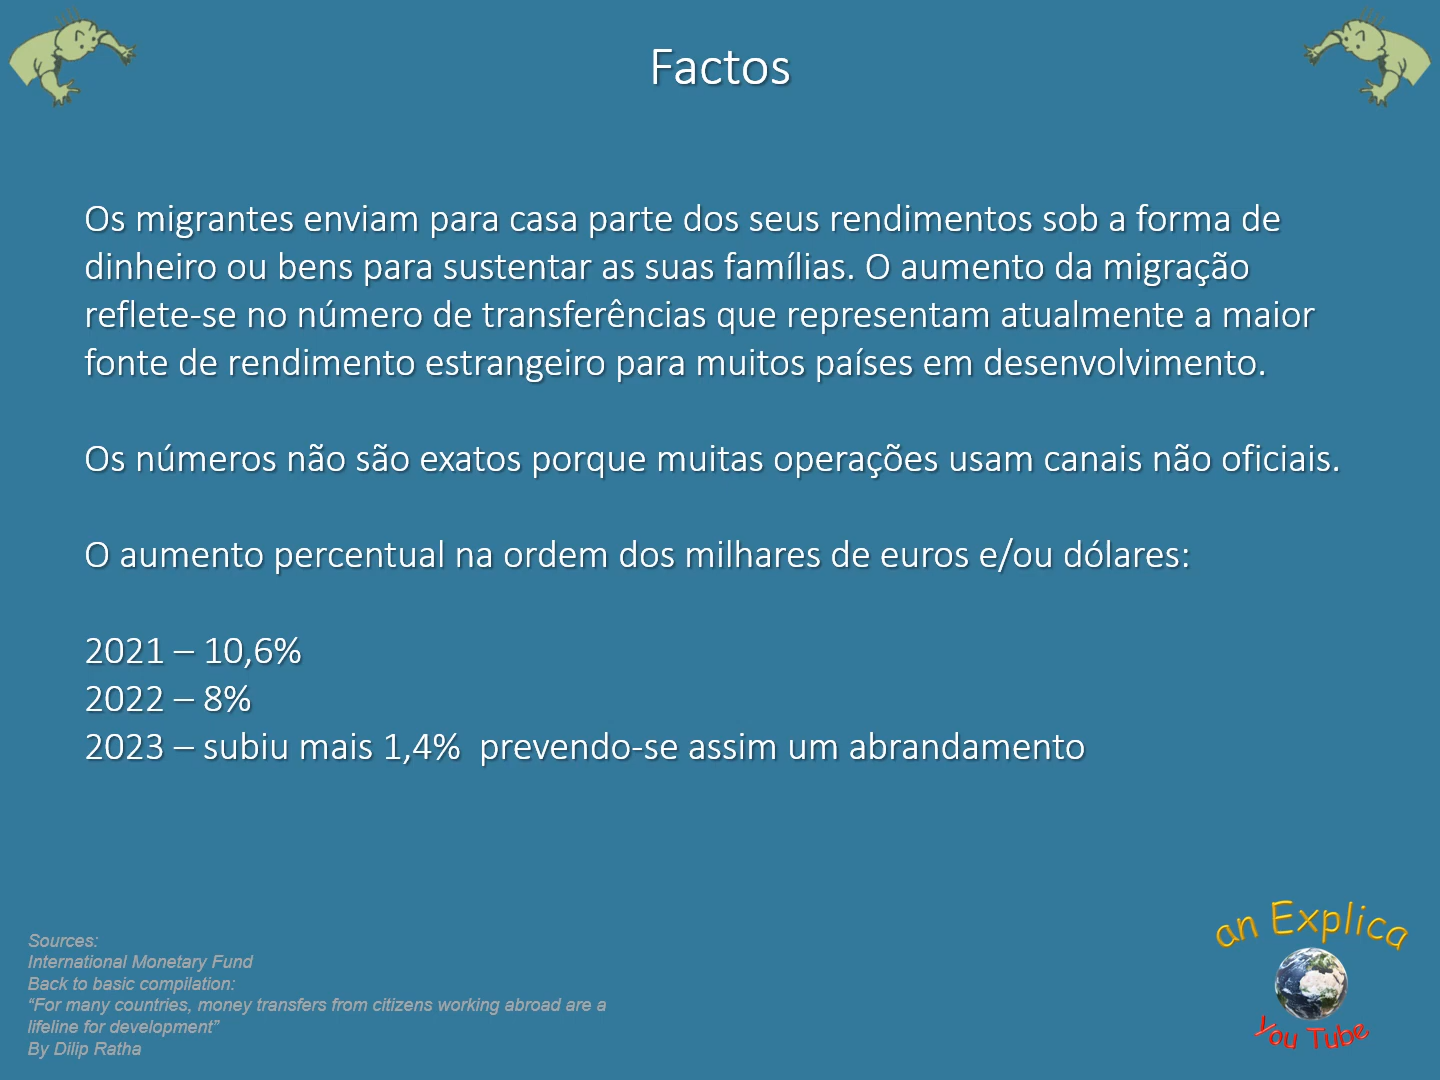 Factos
Os migrantes enviam para casa parte dos seus rendimentos sob a forma de
dinheiro ou bens para sustentar as suas famílias. O aumento da migração
reflete-se no número de transferências que representam atualmente a maior
fonte de rendimento estrangeiro para muitos países em desenvolvimento.
Os números não são exatos porque muitas operações usam canais não oficiais.
O aumento percentual na ordem dos milhares de euros e/ou dólares:
2021 – 10,6%
2022 – 8%
2023 – subiu mais 1,4%  prevendo-se assim um abrandamento
Sources:
International Monetary Fund
Back to basic compilation:
“For many countries, money transfers from citizens working abroad are a
lifeline for development”
By Dilip Ratha
an Explica
You Tube